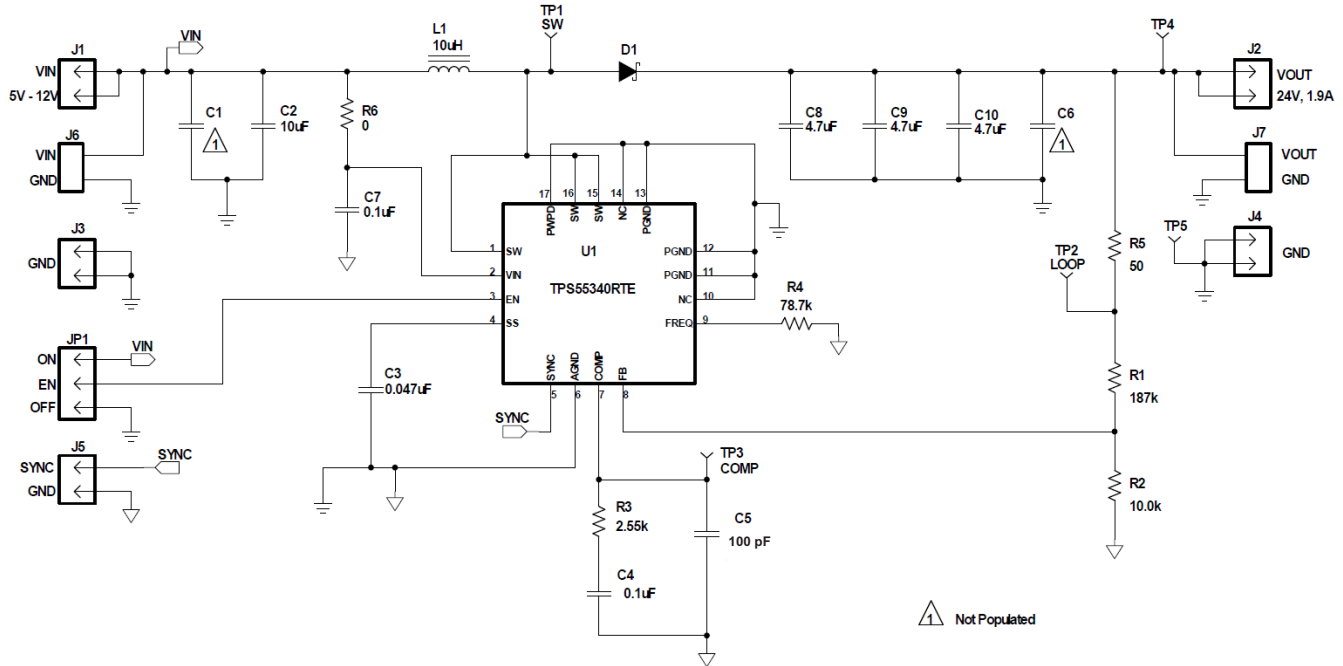 TP1
SW
TP4
VIN
L1
10uH
D1
J1
VIN
5V - 12V
J2
VOUT
24V, 1.9A
C1
1
C2
10uF
R6
0
C8
4.7uF
C9
4.7uF
C10
4.7uF
C6
1
J6
VIN
GND
J7
VOUT
GND
C7
0.1uF
17
16
15
14
13
PWPD
SW
SW
NC
PGND
J3
GND
U1
TPS55340RTE
1
SW
2
VIN
3
EN
4
SS
PGND
12
PGND
11
NC
10
FREQ
9
SYNC
AGND
COMP
FB
5
6
7
8
R4
78.7k
TP2
LOOP
R5
50
TP5
J4
GND
JP1
ON
EN
OFF
VIN
C3
0.047uF
R1
187k
SYNC
J5
SYNC
GND
SYNC
TP3
COMP
R2
10.0k
R3
2.55k
C5
100 pF
C4
0.1uF
1
Not Populated